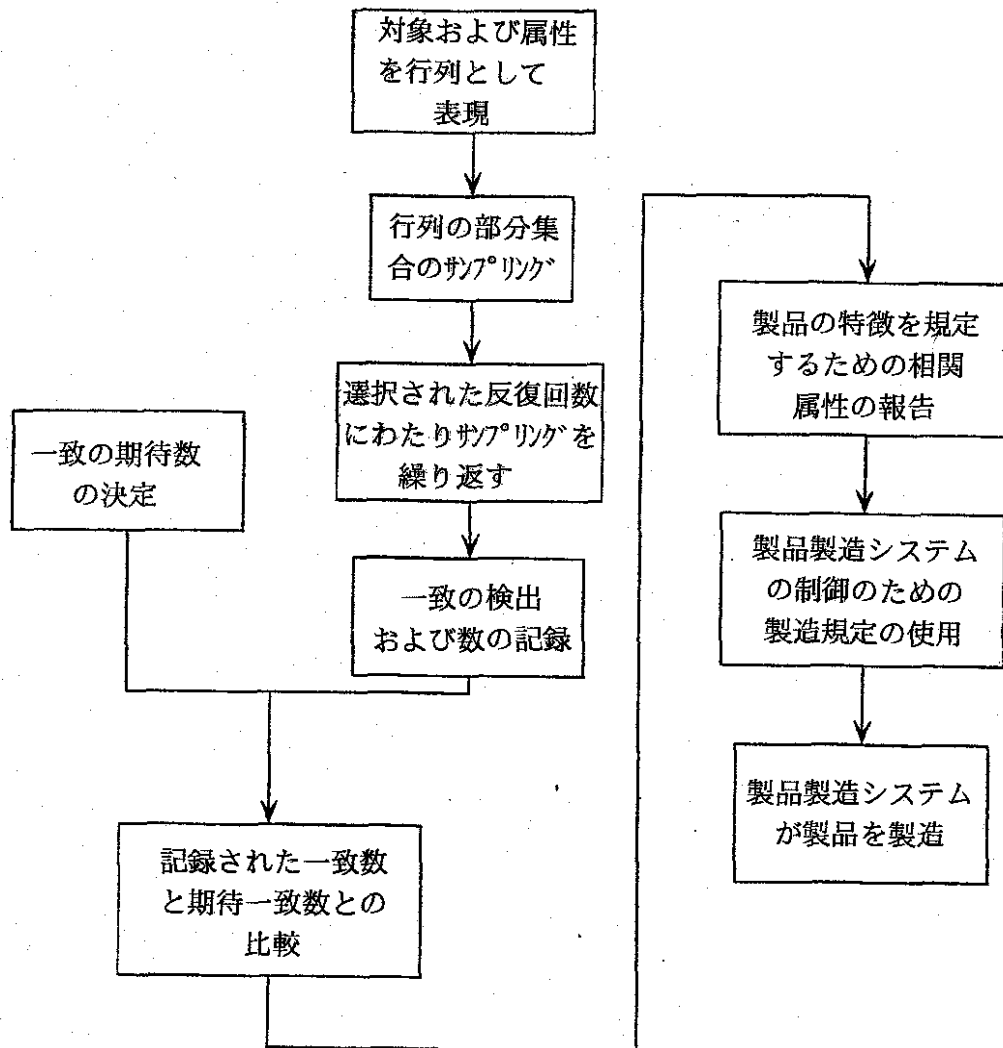 対象および属性
を行列として
表現
行列の部分集
合のｻﾝﾌﾟﾘﾝｸﾞ
選択された反復回数
にわたりｻﾝﾌﾟﾘﾝｸﾞを
繰り返す
一致の期待数
の決定
一致の検出
および数の記録
記録された一致数
と期待一致数との
比較
製品の特徴を規定
するための相関
属性の報告
製品製造システム
の制御のための
製造規定の使用
製品製造システム
が製品を製造